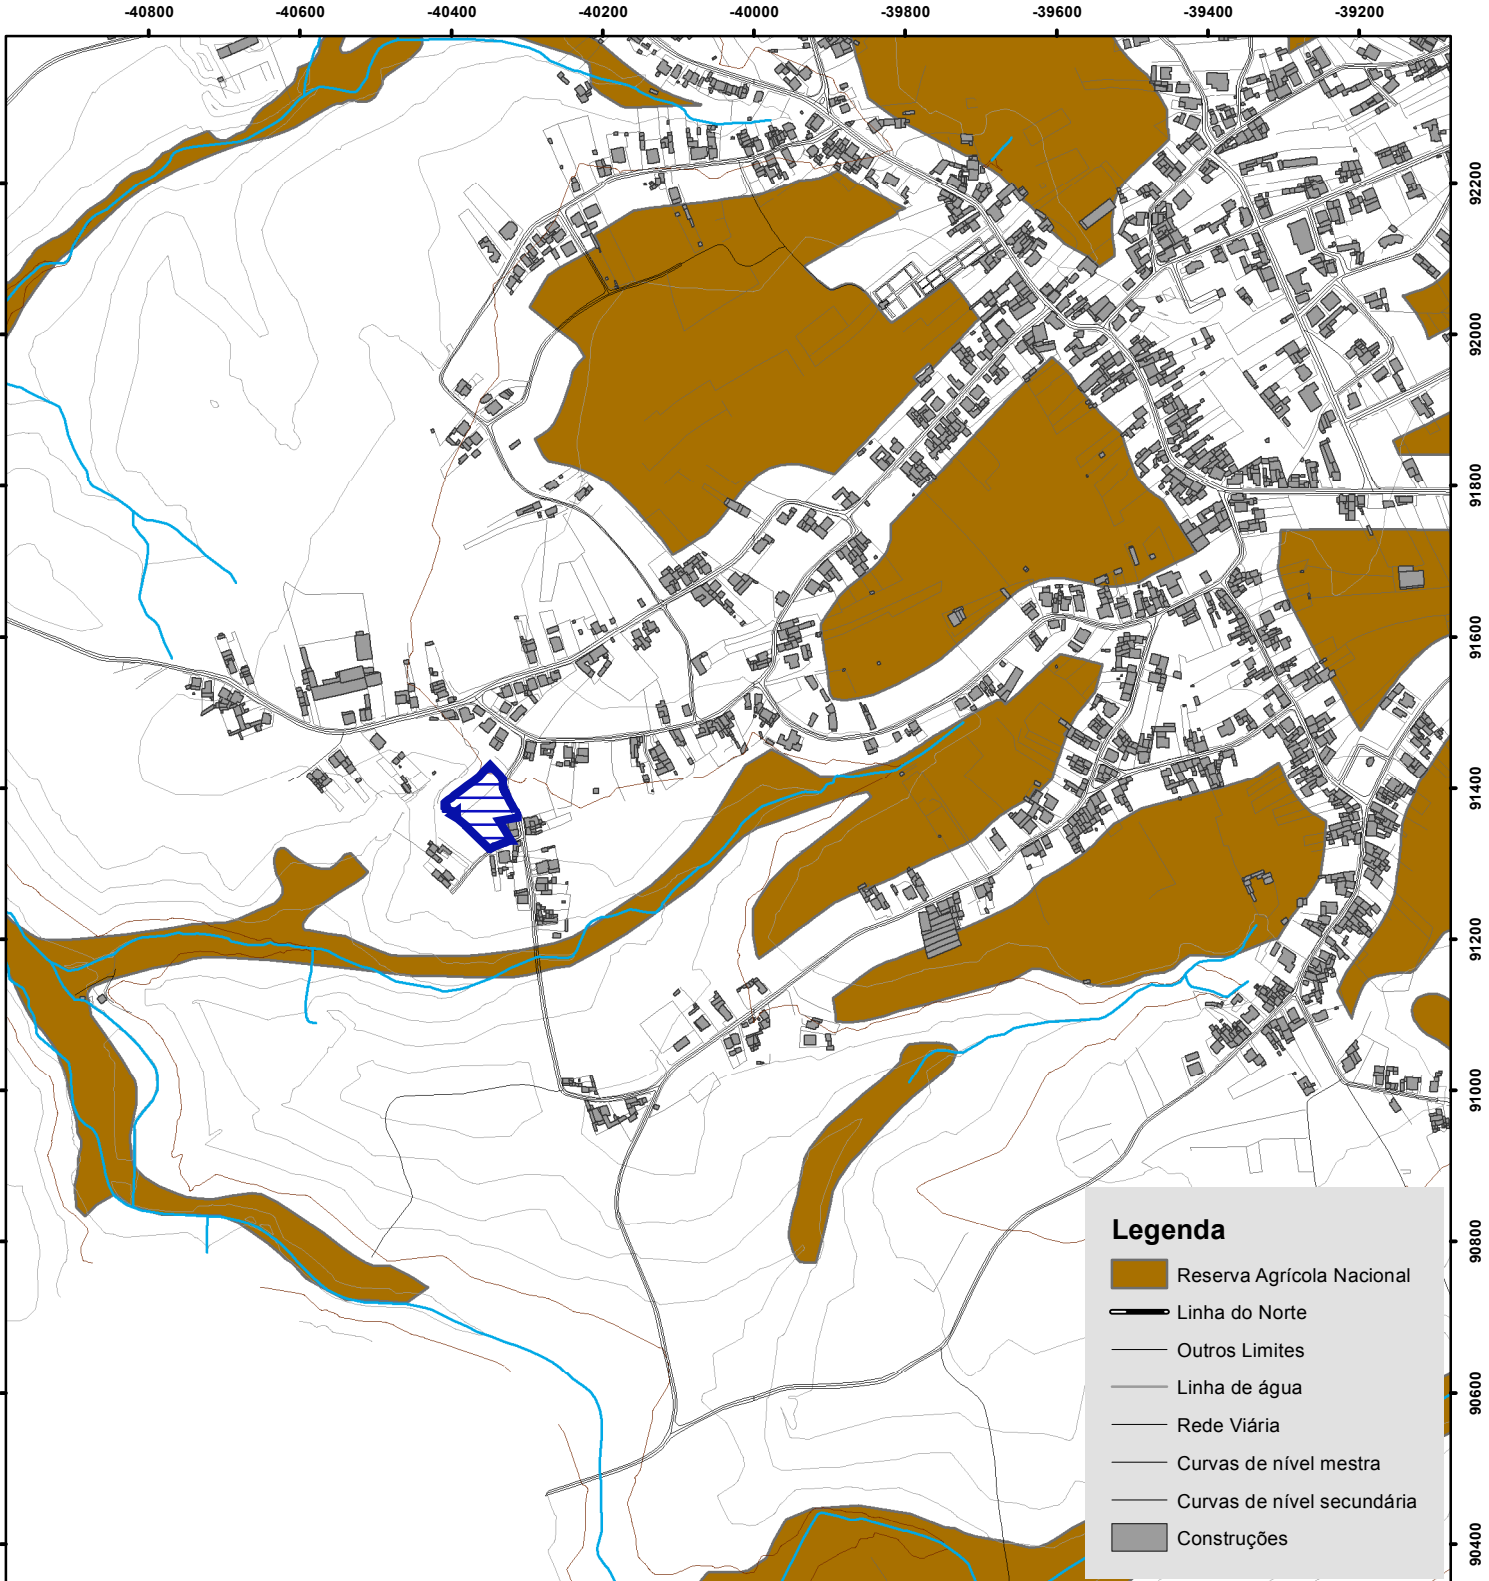 -40800 -40600 -40400 -40200 -40000 -39800 -39600 -39400 -39200
92200
92000
91800
91600
91400
91200
91000
90800
90600
90400
Legenda
Reserva Agrícola Nacional
Linha do Norte
Outros Limites
Linha de água
Rede Viária
Curvas de nível mestra
Curvas de nível secundária
Construções